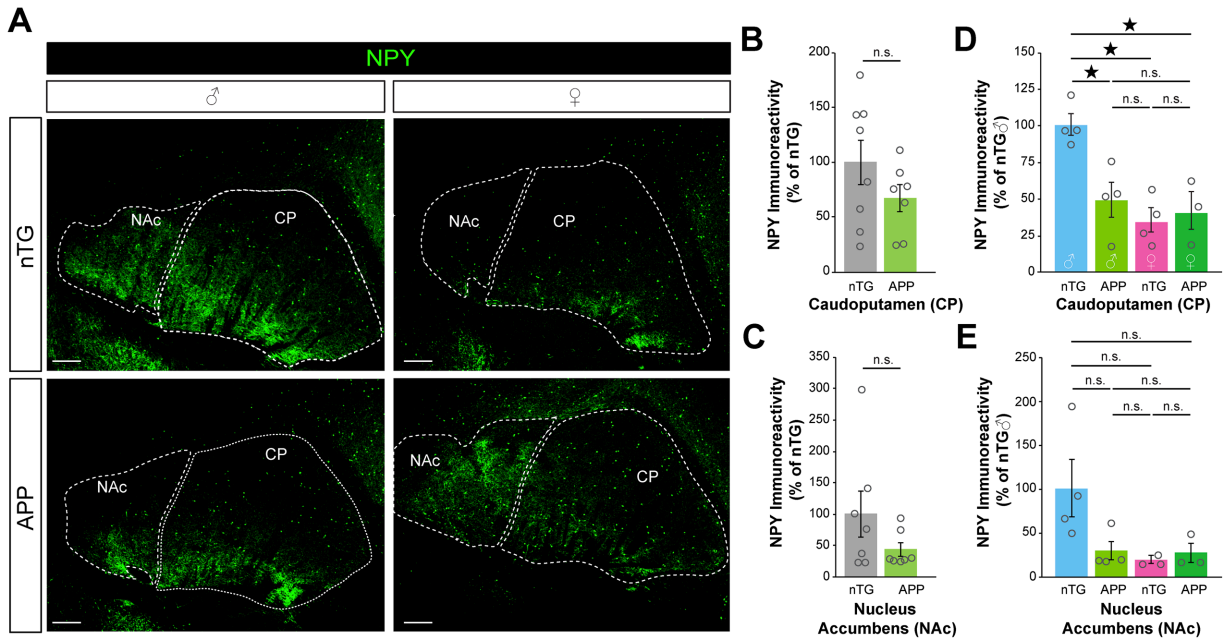 A
NPY
♂
♀
nTG
NAc
CP
NAc
CP
APP
NAc
CP
NAc
CP
B
NPY Immunoreactivity
(% of nTG)
200
150
100
50
0
n.s.
nTG
APP
Caudoputamen (CP)
D
NPY Immunoreactivity
(% of nTG♂)
150
125
100
75
50
25
0
★
★
★
n.s.
n.s.
n.s.
♂
♂
♀
♀
nTG
APP
nTG
APP
Caudoputamen (CP)
C
NPY Immunoreactivity
(% of nTG)
350
300
250
200
150
100
50
0
n.s.
nTG
APP
Nucleus
Accumbens (NAc)
E
NPY Immunoreactivity
(% of nTG♂)
250
200
150
100
50
0
n.s.
n.s.
n.s.
n.s.
n.s.
n.s.
nTG
APP
nTG
APP
Nucleus
Accumbens (NAc)